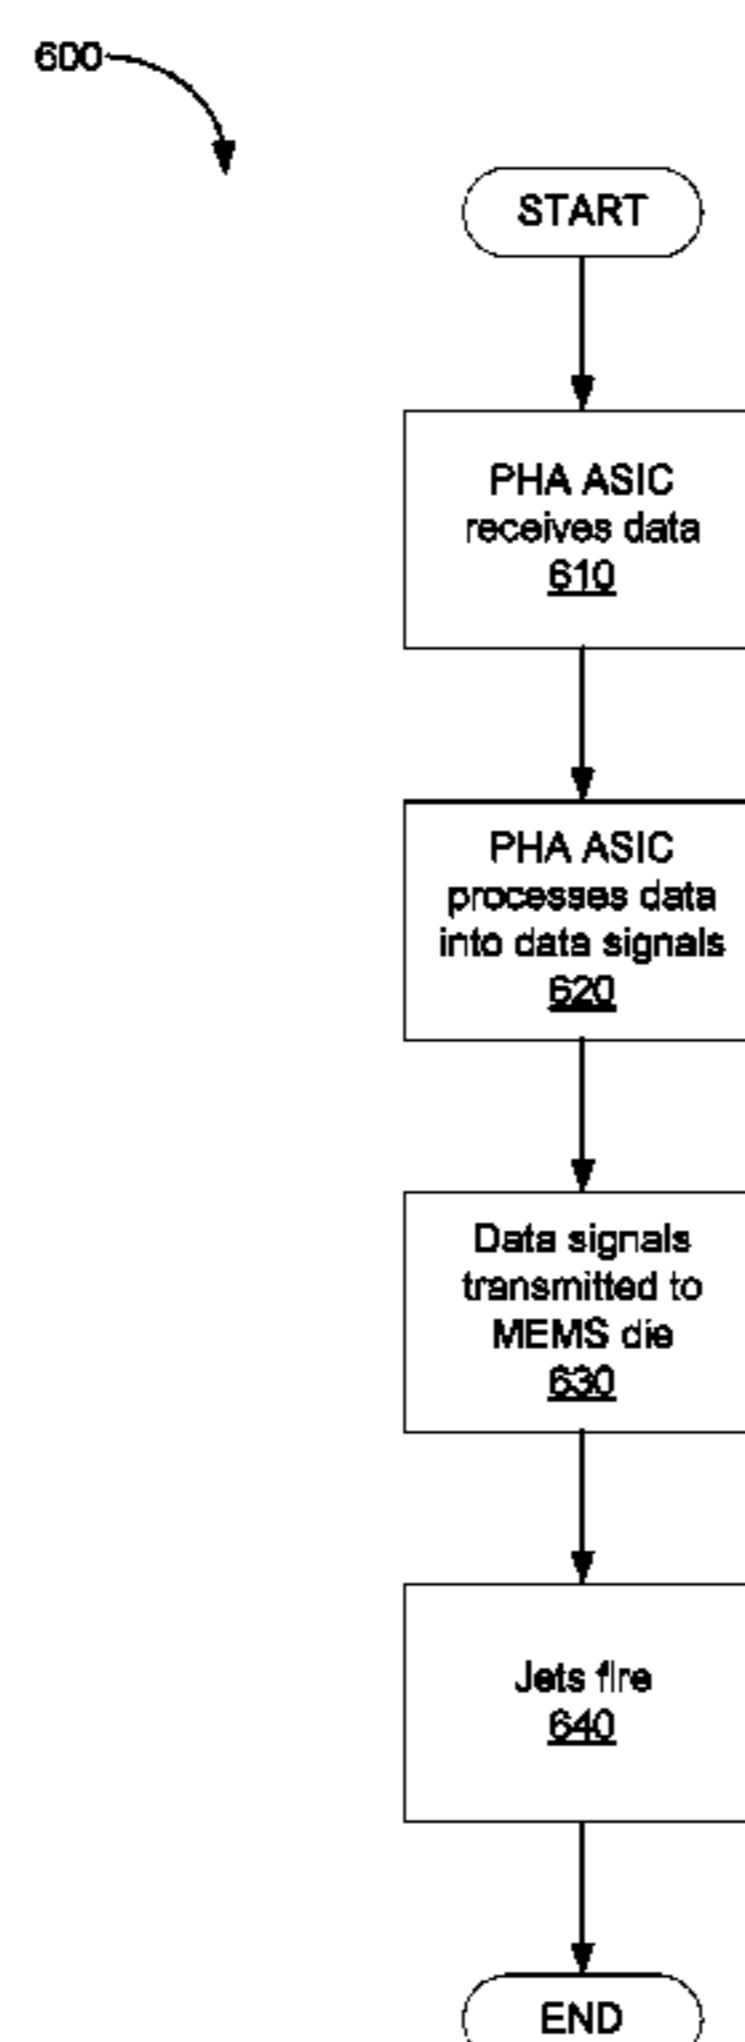 600
START
PHA ASIC
receives data
610
PHA ASIC
processes data
into data signals
620
Data signals
transmitted to
MEMS die
630
Jets fire
640
END